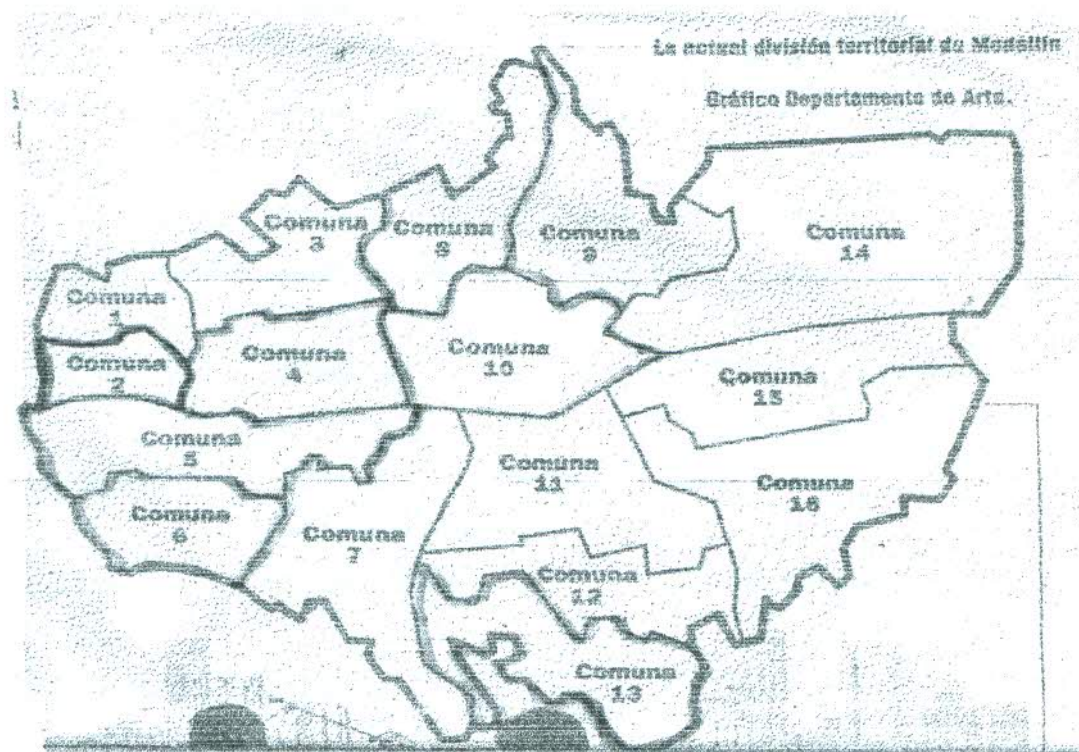 La actual división territorial de Medellín
Gráfico Departamento de Arte.
Comuna
3
Comuna
8
Comuna
9
Comuna
14
Comuna
1
Comuna
2
Comuna
4
Comuna
10
Comuna
15
Comuna
5
Comuna
6
Comuna
7
Comuna
11
Comuna
16
Comuna
12
Comuna
13